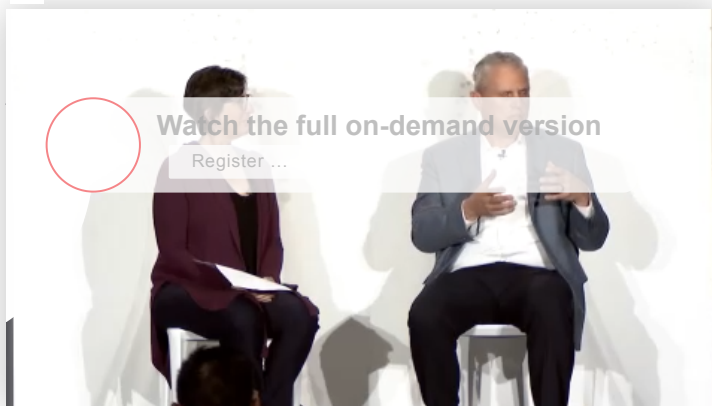 Watch the full on-demand version
Register ...